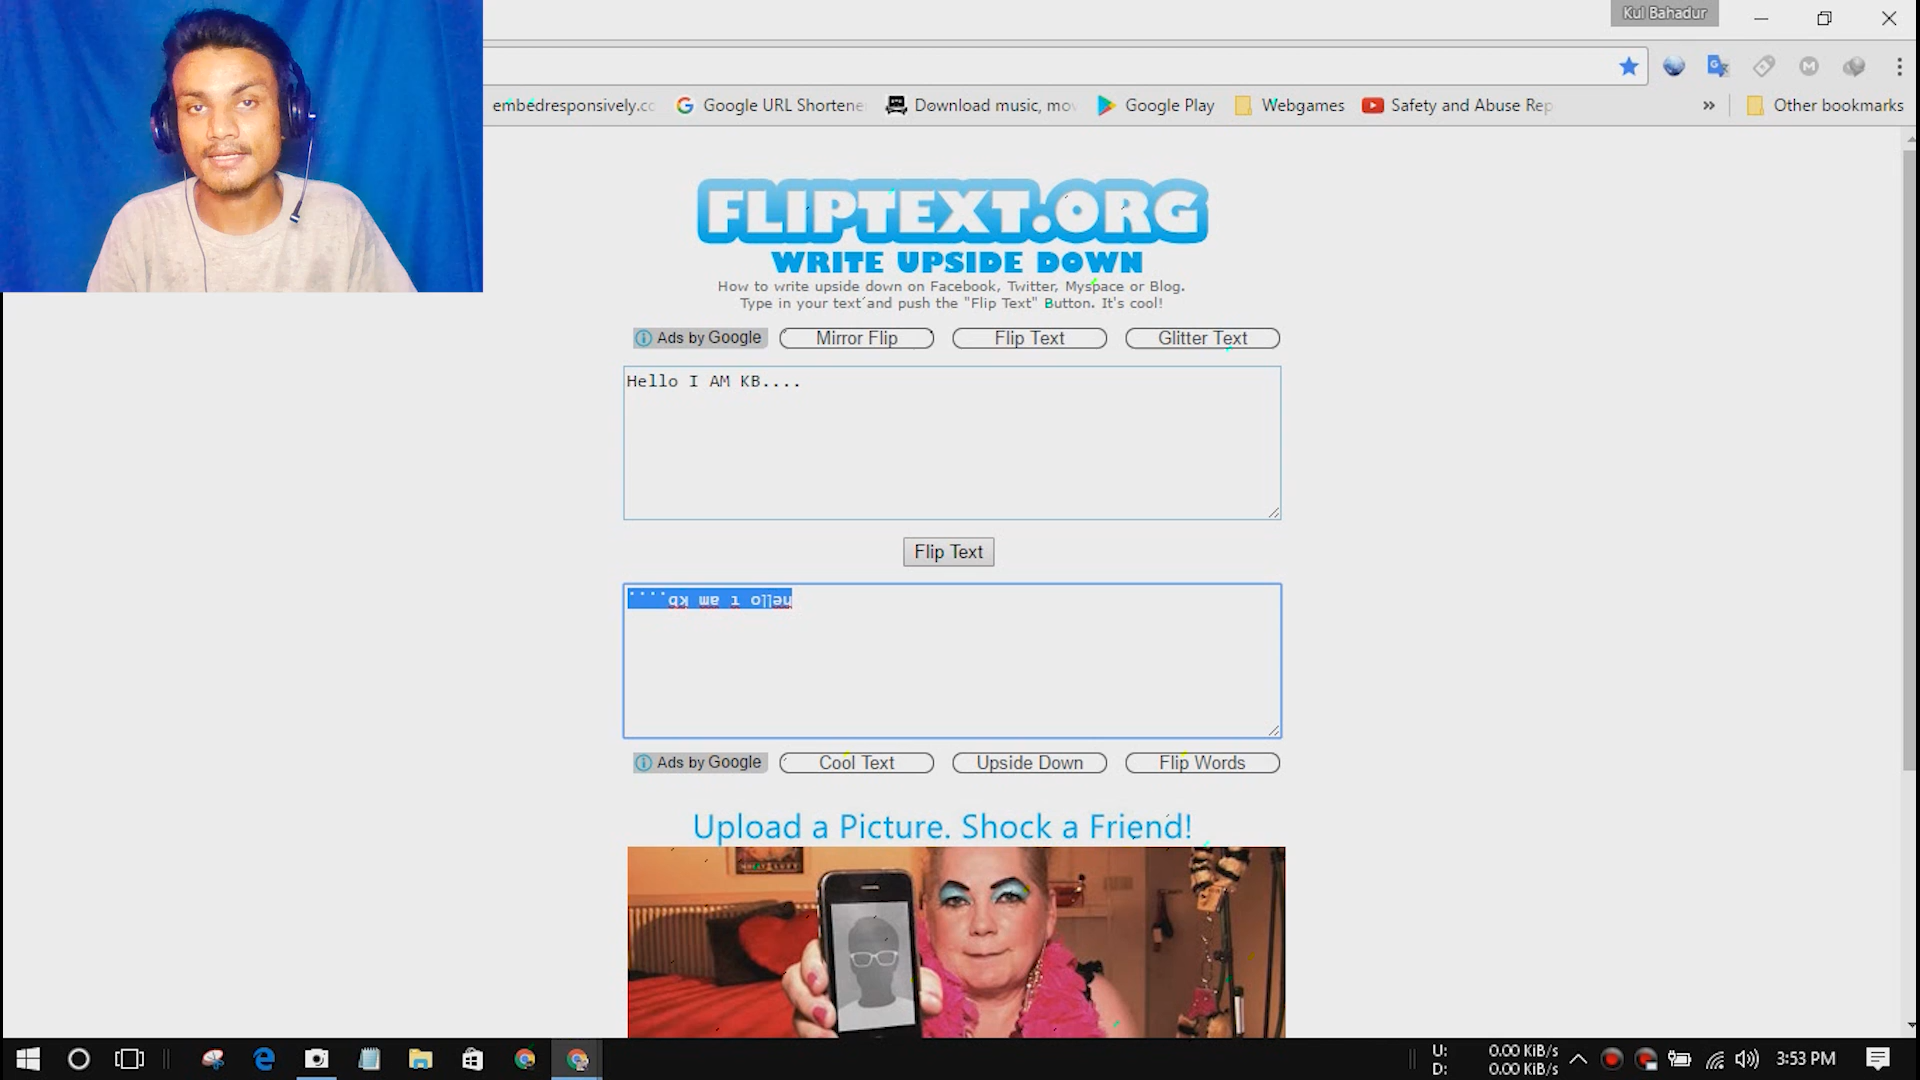 Kul Bahadur
embedresponsively.co
Google URL Shortene
Download music, mov
Google Play
Webgames
Safety and Abuse Rep
»
Other bookmarks
FLIPTEXT.ORG
WRITE UPSIDE DOWN
How to write upside down on Facebook, Twitter, Myspace or Blog.
Type in your text and push the "Flip Text" Button. It's cool!
Ads by Google
Mirror Flip
Flip Text
Glitter Text
Hello I AM KB....
Flip Text
˙˙˙˙qʞ ɯɐ ı oʃʃǝɥ
Ads by Google
Cool Text
Upside Down
Flip Words
Upload a Picture. Shock a Friend!
U: 0.00 KiB/s
D: 0.00 KiB/s
3:53 PM